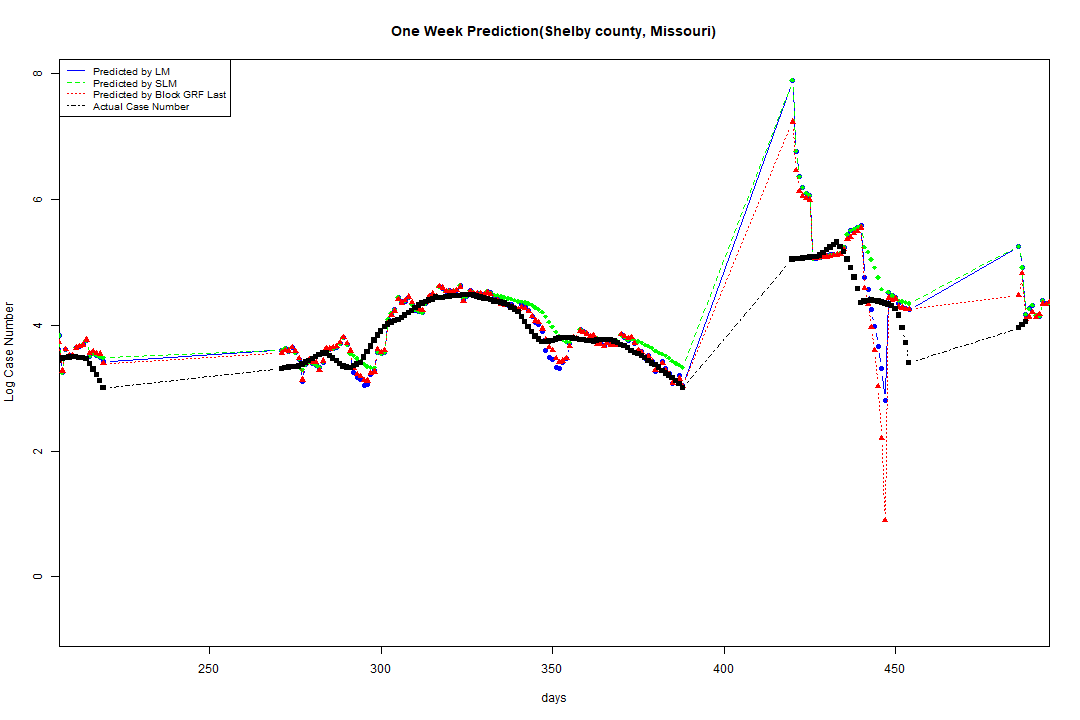 One Week Prediction(Shelby county, Missouri)
Predicted by LM
Predicted by SLM
Predicted by Block GRF Last
Actual Case Number
8
6
4
2
0
Log Case Number
250 300 350 400 450
days